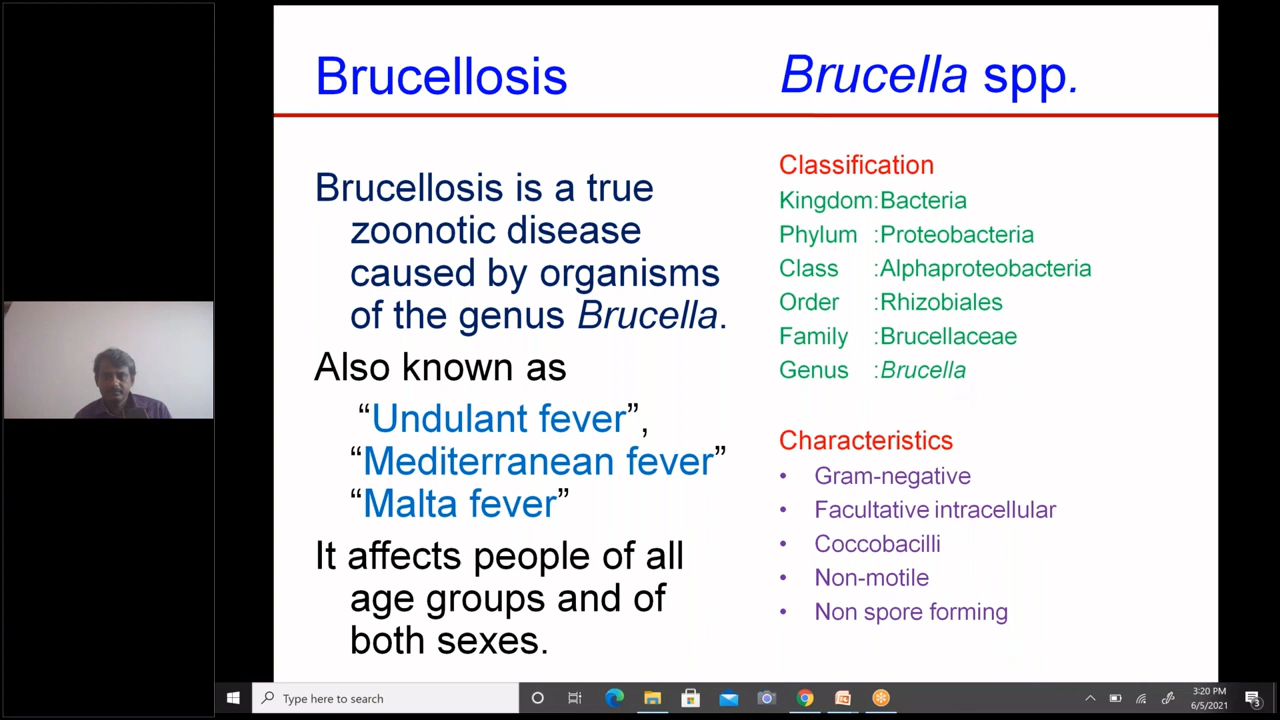 Brucellosis
Brucella spp.
Brucellosis is a true
zoonotic disease
caused by organisms
of the genus Brucella.
Also known as
“Undulant fever”,
“Mediterranean fever”
“Malta fever”
It affects people of all
age groups and of
both sexes.
Classification
Kingdom:Bacteria
Phylum :Proteobacteria
Class :Alphaproteobacteria
Order :Rhizobiales
Family :Brucellaceae
Genus :Brucella
Characteristics
• Gram-negative
• Facultative intracellular
• Coccobacilli
• Non-motile
• Non spore forming
Type here to search
3:20 PM
6/5/2021
3